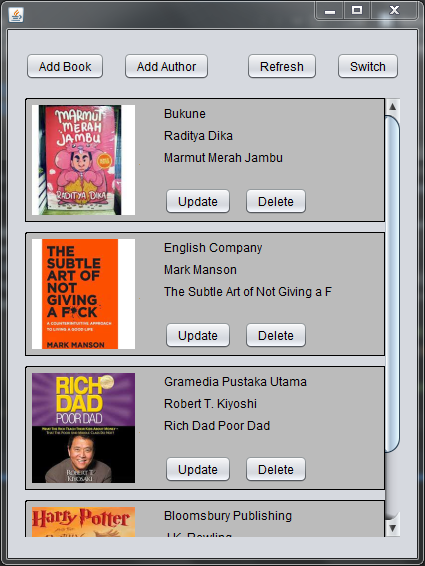 Add Book
Add Author
Refresh
Switch
MARMUT
MERAH
JAMBU
RADITYA DIKA
Bukune
Raditya Dika
Marmut Merah Jambu
Update
Delete
THE
SUBTLE
ART OF
NOT
GIVING
A F*CK
A COUNTERINTUITIVE APPROACH
TO LIVING A GOOD LIFE
MARK MANSON
English Company
Mark Manson
The Subtle Art of Not Giving a F
Update
Delete
RICH
DAD
POOR DAD
ROBERT T.
KIYOSAKI
Gramedia Pustaka Utama
Robert T. Kiyoshi
Rich Dad Poor Dad
Update
Delete
Harry Potter
Bloomsbury Publishing
J.K. Rowling